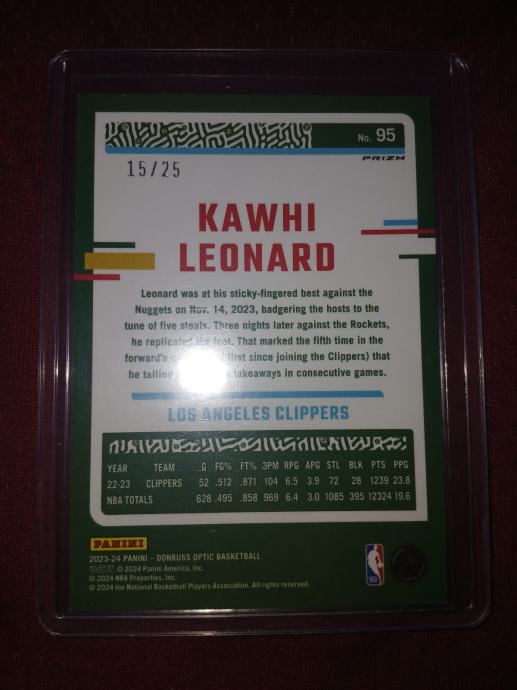 No. 95
PRIZM
15/25
KAWHI
LEONARD
Leonard was at his sticky-fingered best against the
Nuggets on Nov. 14, 2023, badgering the hosts to the
tune of five steals. Three nights later against the Rockets,
he replicated the feat. That marked the fifth time in the
forward's first since joining the Clippers) that
he tallied takeaways in consecutive games.
LOS ANGELES CLIPPERS
YEAR TEAM G FG% FT% 3PM RPG APG STL BLK PTS PPG
22-23 CLIPPERS 52 .512 .871 104 6.5 3.9 72 28 1239 23.8
NBA TOTALS 628 .495 .858 969 6.4 3.0 1085 395 12324 19.6
PANINI
2023-24 PANINI – DONRUSS OPTIC BASKETBALL
© 2024 Panini America, Inc.
© 2024 NBA Properties, Inc.
© 2024 the National Basketball Players Association. All rights reserved.
NBA